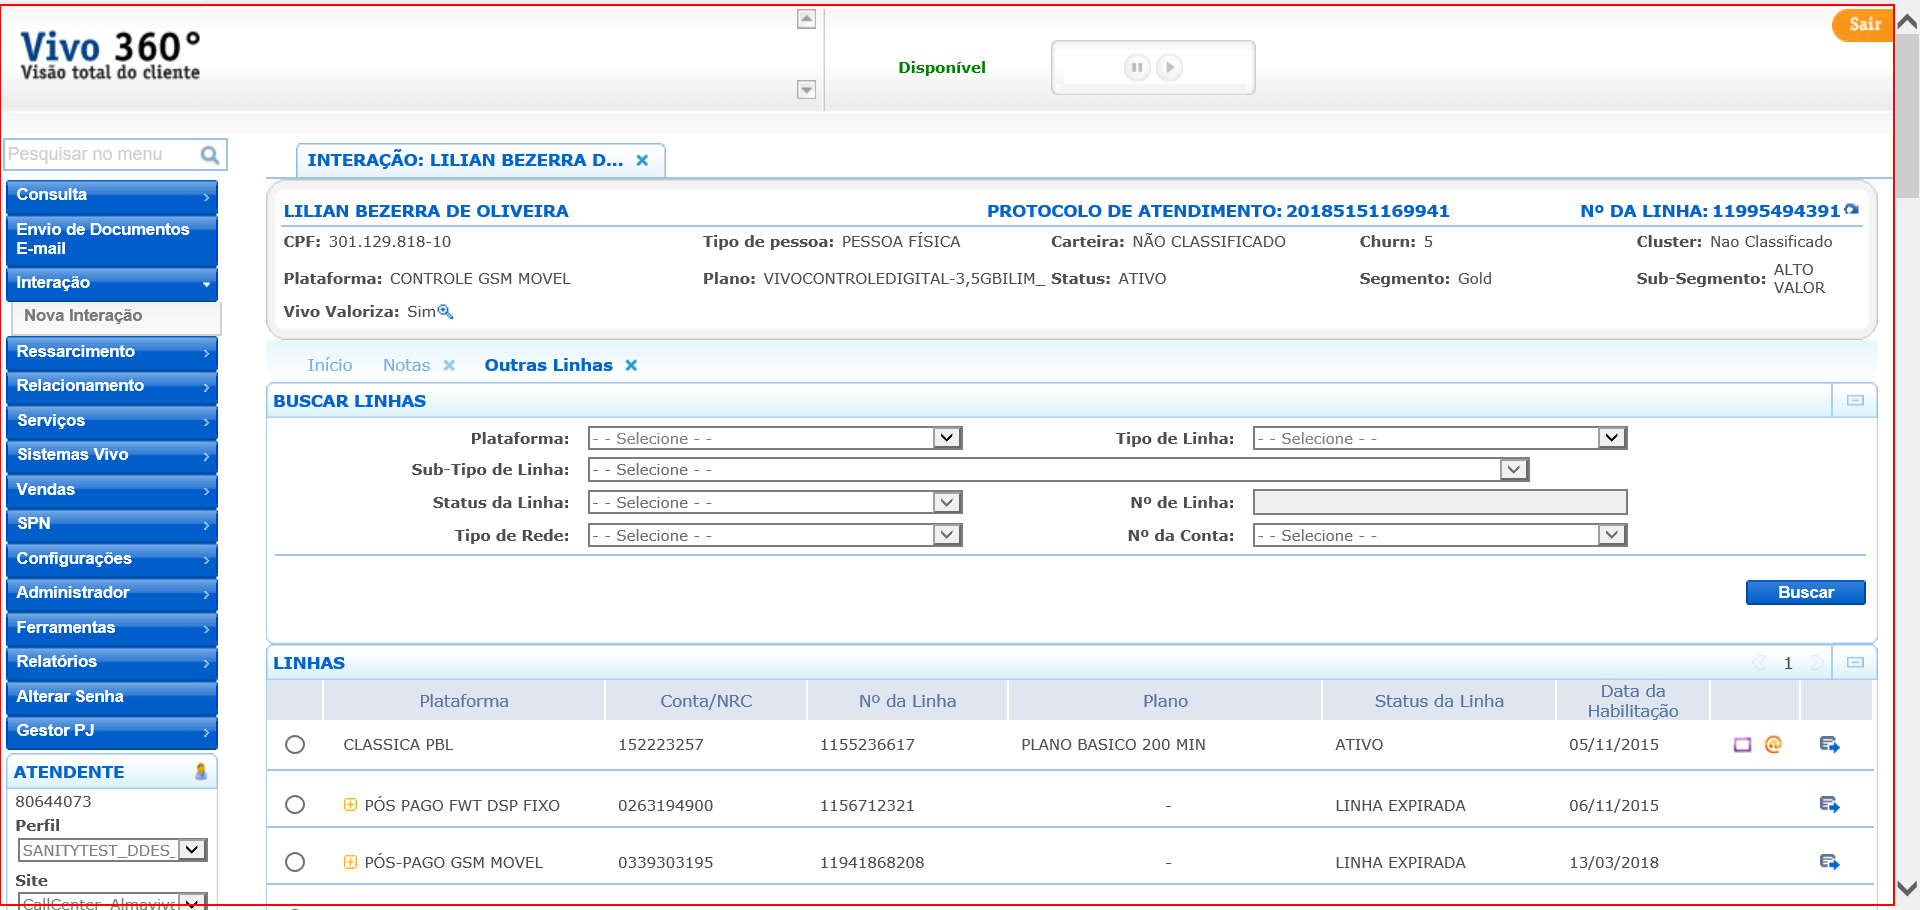 Vivo 360°
Visão total do cliente
Disponível
Sair
Pesquisar no menu
Consulta
Envio de Documentos
E-mail
Interação
Nova Interação
Ressarcimento
Relacionamento
Serviços
Sistemas Vivo
Vendas
SPN
Configurações
Administrador
Ferramentas
Relatórios
Alterar Senha
Gestor PJ
ATENDENTE
80644073
Perfil
SANITYTEST_DDES_
Site
CallCenter Almaviva
INTERAÇÃO: LILIAN BEZERRA D...
LILIAN BEZERRA DE OLIVEIRA PROTOCOLO DE ATENDIMENTO: 20185151169941 Nº DA LINHA: 11995494391
CPF: 301.129.818-10 Tipo de pessoa: PESSOA FÍSICA Carteira: NÃO CLASSIFICADO Churn: 5 Cluster: Nao Classificado
Plataforma: CONTROLE GSM MOVEL Plano: VIVOCONTROLEDIGITAL-3,5GBILIM_ Status: ATIVO Segmento: Gold Sub-Segmento: ALTO VALOR
Vivo Valoriza: Sim
Início Notas Outras Linhas
BUSCAR LINHAS
Plataforma: - - Selecione - - Tipo de Linha: - - Selecione - -
Sub-Tipo de Linha: - - Selecione - -
Status da Linha: - - Selecione - - Nº de Linha:
Tipo de Rede: - - Selecione - - Nº da Conta: - - Selecione - -
Buscar
LINHAS 1
Plataforma Conta/NRC Nº da Linha Plano Status da Linha Data da Habilitação
CLASSICA PBL 152223257 1155236617 PLANO BASICO 200 MIN ATIVO 05/11/2015
PÓS PAGO FWT DSP FIXO 0263194900 1156712321 - LINHA EXPIRADA 06/11/2015
PÓS-PAGO GSM MOVEL 0339303195 11941868208 - LINHA EXPIRADA 13/03/2018